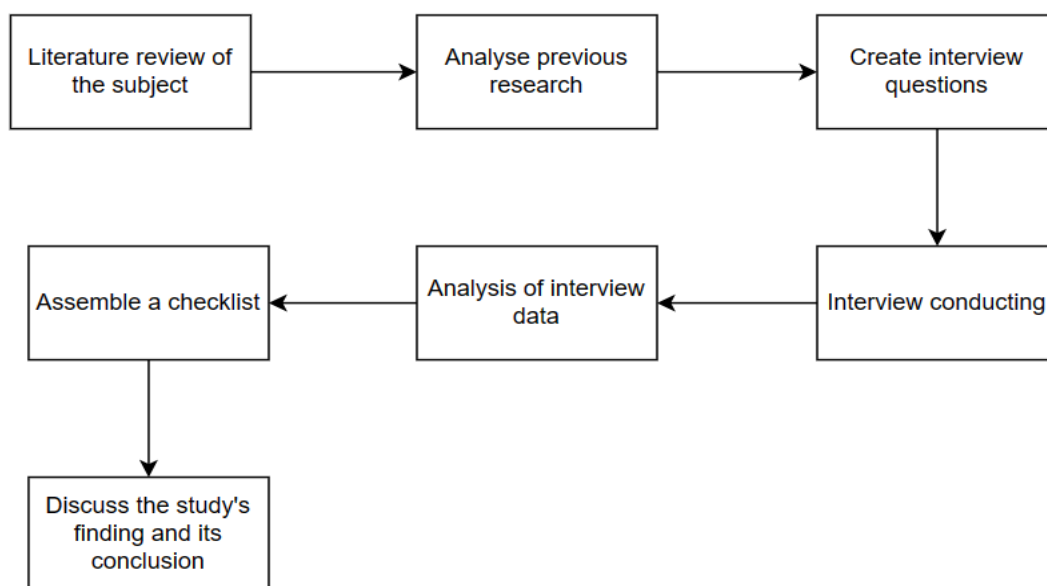 Literature review of
the subject
Analyse previous
research
Create interview
questions
Interview conducting
Analysis of interview
data
Assemble a checklist
Discuss the study's
finding and its
conclusion